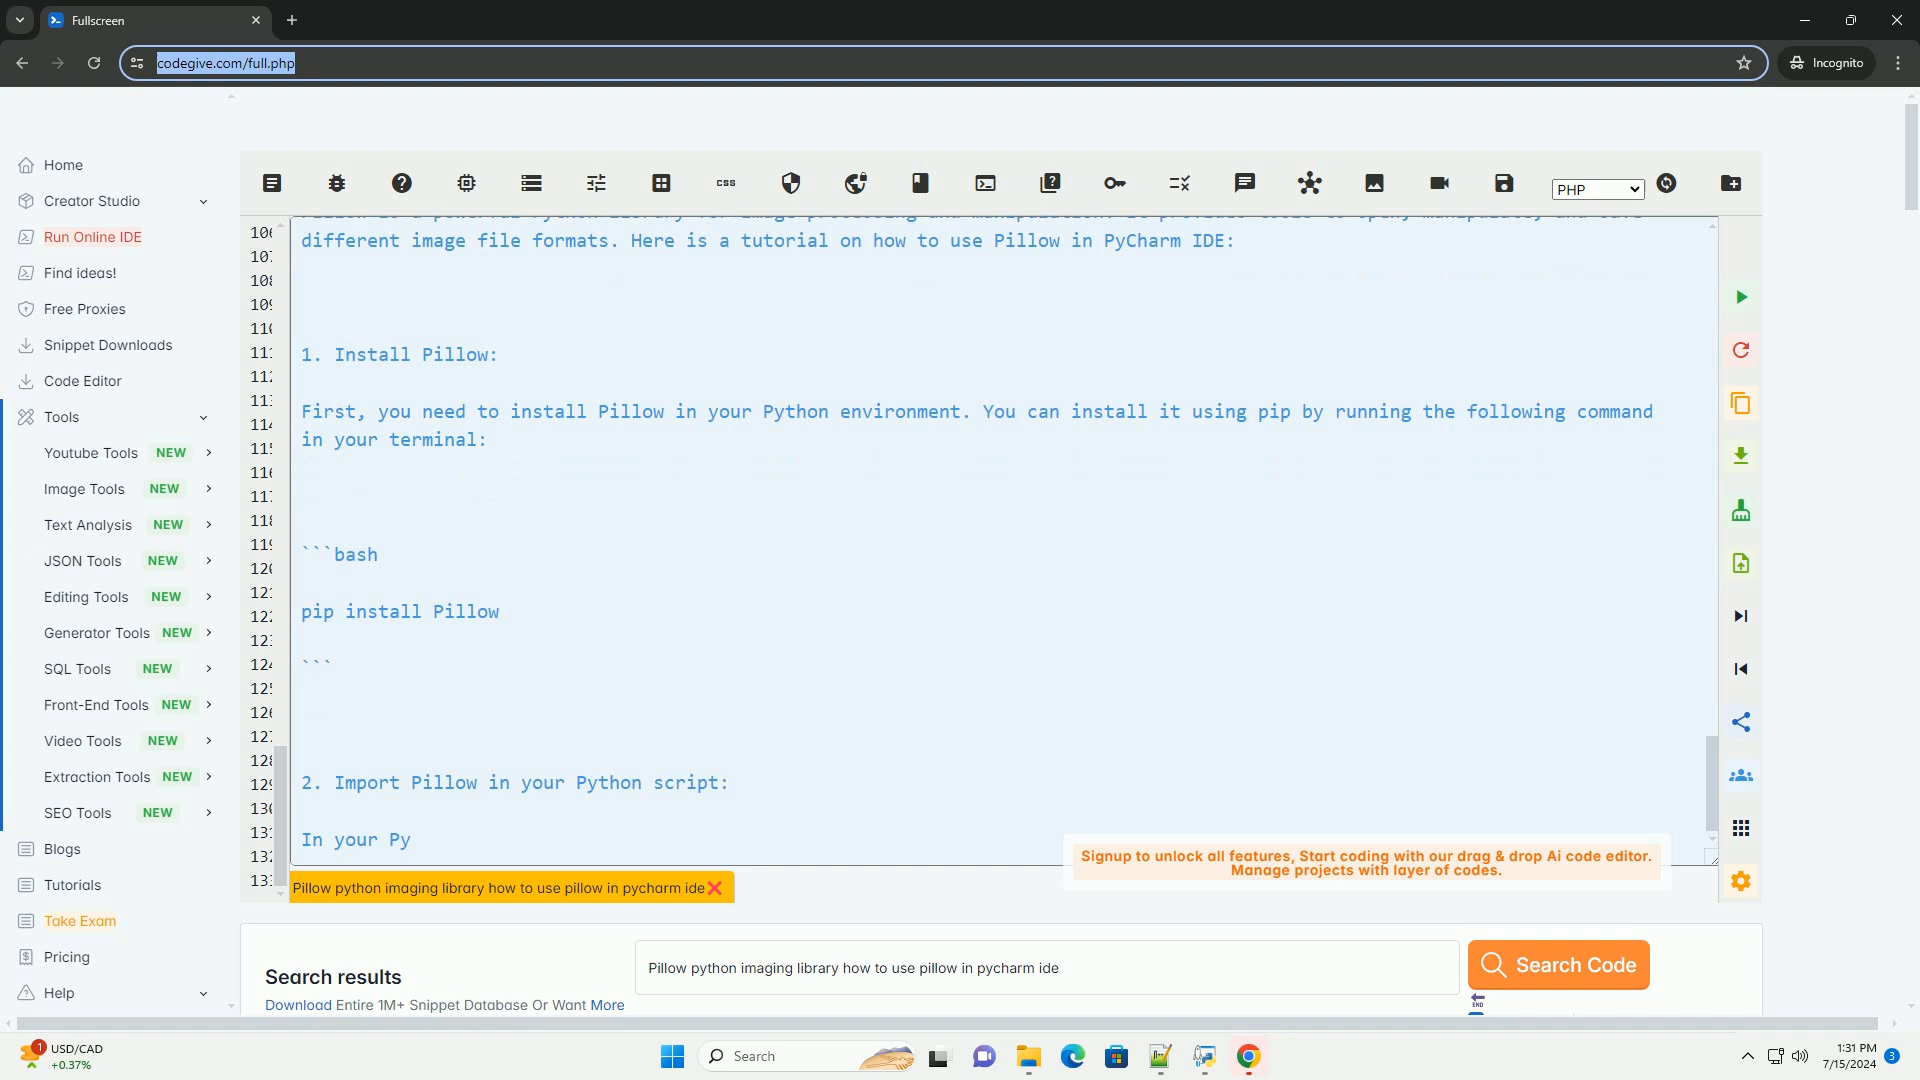 Fullscreen
codegive.com/full.php
Incognito
Home
Creator Studio
Run Online IDE
Find ideas!
Free Proxies
Snippet Downloads
Code Editor
Tools
Youtube Tools NEW
Image Tools NEW
Text Analysis NEW
JSON Tools NEW
Editing Tools NEW
Generator Tools NEW
SQL Tools NEW
Front-End Tools NEW
Video Tools NEW
Extraction Tools NEW
SEO Tools NEW
Blogs
Tutorials
Take Exam
Pricing
Help
css
PHP
different image file formats. Here is a tutorial on how to use Pillow in PyCharm IDE:
1. Install Pillow:
First, you need to install Pillow in your Python environment. You can install it using pip by running the following command
in your terminal:
```bash
pip install Pillow
```
2. Import Pillow in your Python script:
In your Py
Signup to unlock all features, Start coding with our drag & drop Ai code editor.
Manage projects with layer of codes.
Pillow python imaging library how to use pillow in pycharm ide
Search results
Download Entire 1M+ Snippet Database Or Want More
Pillow python imaging library how to use pillow in pycharm ide
Search Code
END
1
USD/CAD
+0.37%
Search
1:31 PM
7/15/2024
3